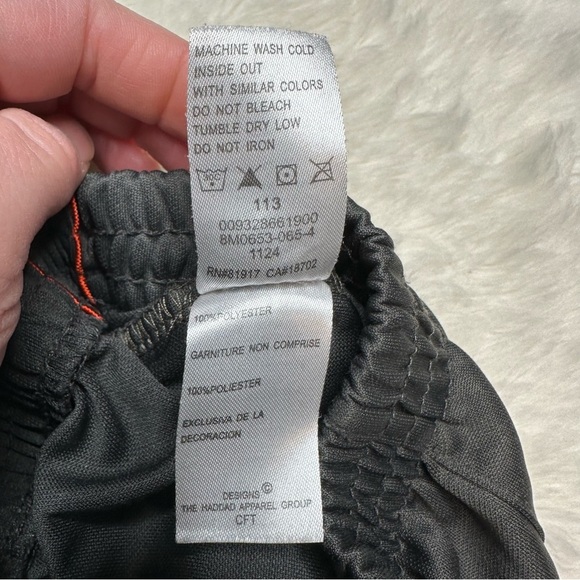 MACHINE WASH COLD
INSIDE OUT
WITH SIMILAR COLORS
DO NOT BLEACH
TUMBLE DRY LOW
DO NOT IRON
113
009328661900
8M0653-065-4
1124
RN#81917 CA#18702
100%POLYESTER
GARNITURE NON COMPRISE
100%POLIESTER
EXCLUSIVA DE LA
DECORACION
DESIGNS ©
THE HADDAD APPAREL GROUP
CFT